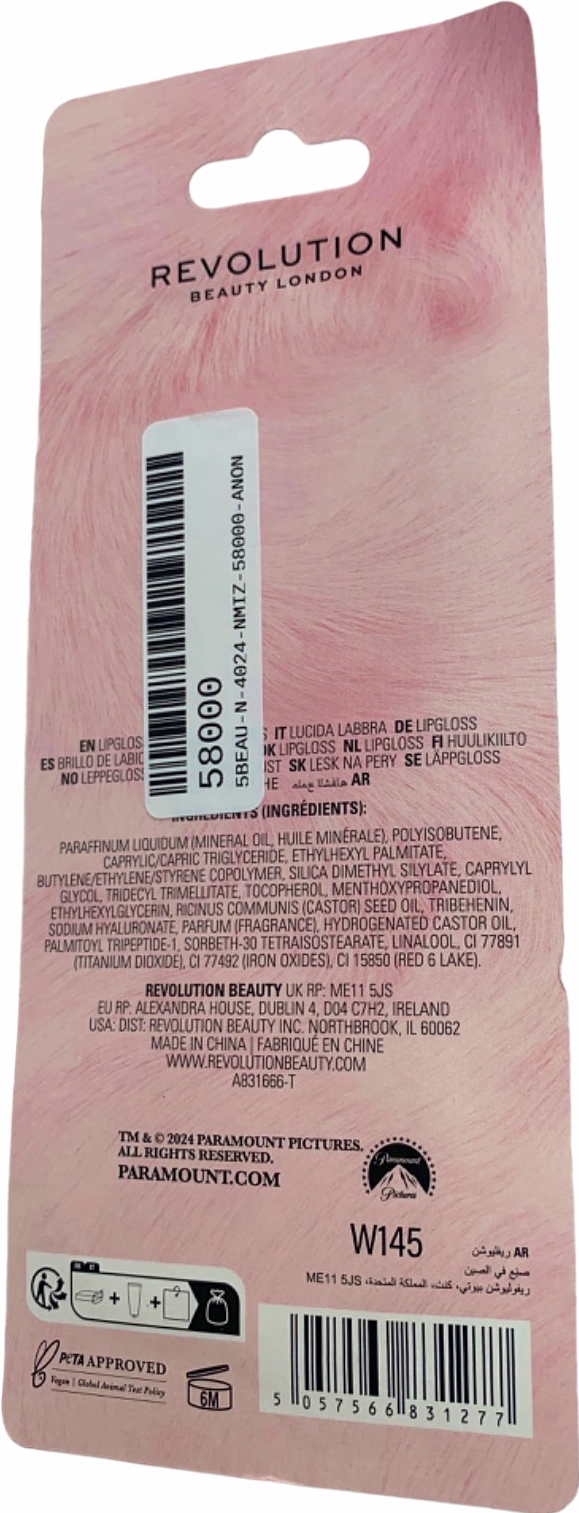 REVOLUTION
BEAUTY LONDON
58000
5BEAU-N-4024-NMIZ-58000-ANON
EN LIPGLOS S IT LUCIDA LABBRA DE LIPGLOSS
ES BRILLO DE LABIO K LIPGLOSS NL LIPGLOSS FI HUULIKIILTO
NO LEPPEGLOSS ST SK LESK NA PERY SE LÄPPGLOSS
HE AR
INGREDIENTS (INGRÉDIENTS):
PARAFFINUM LIQUIDUM (MINERAL OIL, HUILE MINÉRALE), POLYISOBUTENE,
CAPRYLIC/CAPRIC TRIGLYCERIDE, ETHYLHEXYL PALMITATE,
BUTYLENE/ETHYLENE/STYRENE COPOLYMER, SILICA DIMETHYL SILYLATE, CAPRYLYL
GLYCOL, TRIDECYL TRIMELLITATE, TOCOPHEROL, MENTHOXYPROPANEDIOL,
ETHYLHEXYLGLYCERIN, RICINUS COMMUNIS (CASTOR) SEED OIL, TRIBEHENIN,
SODIUM HYALURONATE, PARFUM (FRAGRANCE), HYDROGENATED CASTOR OIL,
PALMITOYL TRIPEPTIDE-1, SORBETH-30 TETRAISOSTEARATE, LINALOOL, CI 77891
(TITANIUM DIOXIDE), CI 77492 (IRON OXIDES), CI 15850 (RED 6 LAKE).
REVOLUTION BEAUTY UK RP: ME11 5JS
EU RP: ALEXANDRA HOUSE, DUBLIN 4, D04 C7H2, IRELAND
USA: DIST: REVOLUTION BEAUTY INC. NORTHBROOK, IL 60062
MADE IN CHINA | FABRIQUÉ EN CHINE
WWW.REVOLUTIONBEAUTY.COM
A831666-T
TM & © 2024 PARAMOUNT PICTURES.
ALL RIGHTS RESERVED.
PARAMOUNT.COM
Paramount
Pictures
W145
AR ريفليوشن
صنع في الصين
ريفوليوشن بيوتي، كنت، المملكة المتحدة، ME11 5JS
+ +
PETA APPROVED
Vegan | Global Animal Test Policy
6M
5 057566 831277